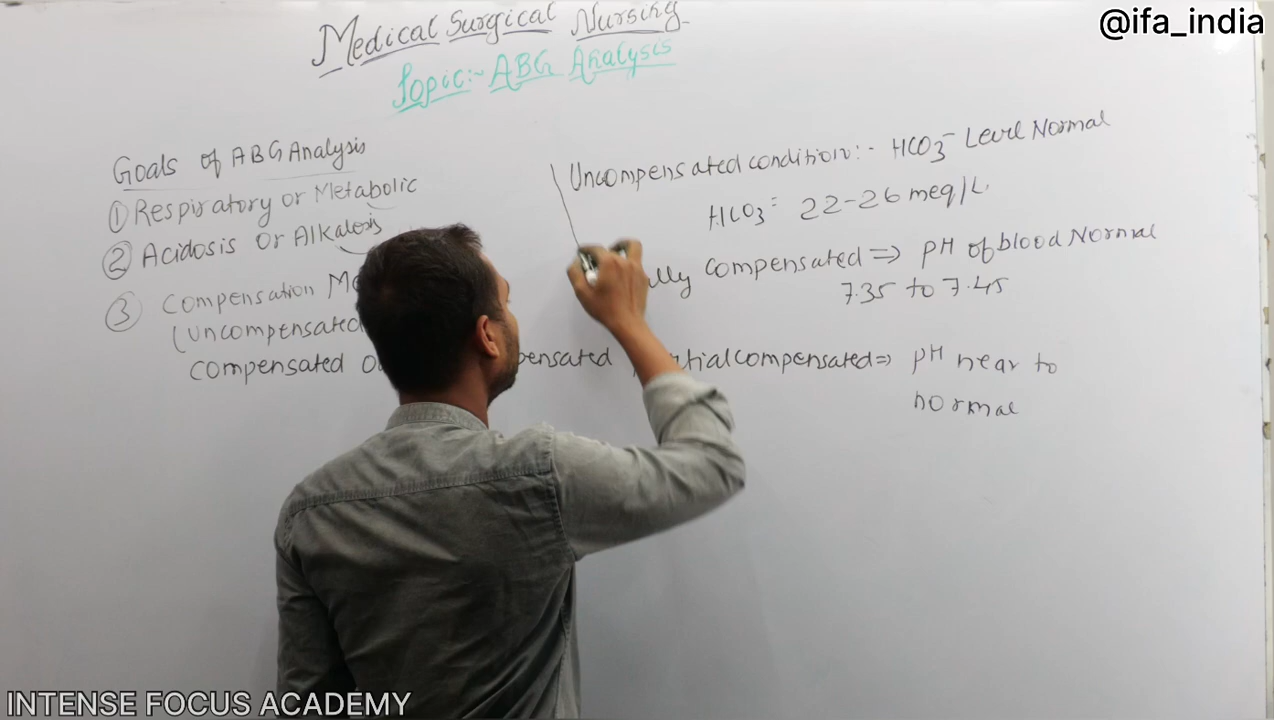 @ifa_india
Medical Surgical Nursing
Topic:- ABG Analysis
Goals of ABG Analysis
① Respiratory or Metabolic
② Acidosis Or Alkalosis
③ Compensation
(Uncompensated
compensated
Uncompensated condition:- HCO3⁻ Level Normal
HCO3⁻ 22-26 meq/L.
compensated ⇒ pH of blood Normal
7.35 to 7.45
compensated ⇒ pH near to
normal
INTENSE FOCUS ACADEMY